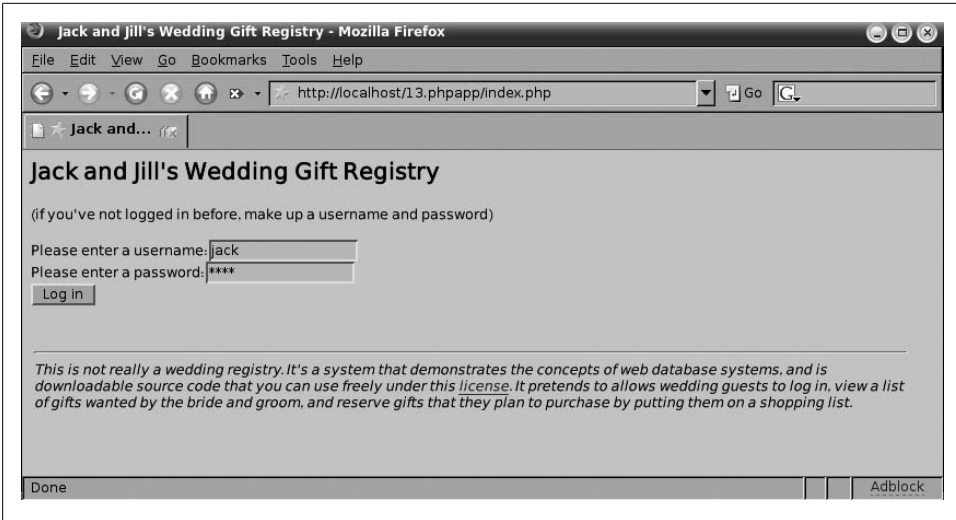 Jack and Jill's Wedding Gift Registry - Mozilla Firefox
File Edit View Go Bookmarks Tools Help
http://localhost/13.phpapp/index.php Go G
Jack and...
Jack and Jill's Wedding Gift Registry
(if you've not logged in before, make up a username and password)
Please enter a username: jack
Please enter a password: ****
Log in
This is not really a wedding registry. It's a system that demonstrates the concepts of web database systems, and is
downloadable source code that you can use freely under this license. It pretends to allows wedding guests to log in, view a list
of gifts wanted by the bride and groom, and reserve gifts that they plan to purchase by putting them on a shopping list.
Done Adblock